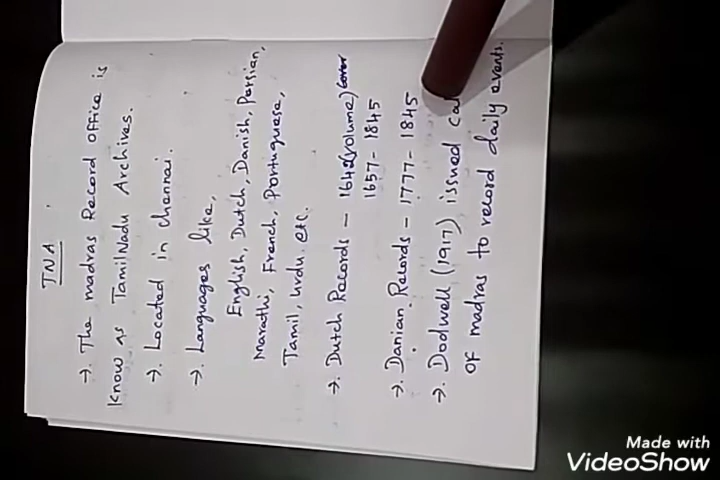 TNA
→ The madras Record office is
know as TamilNadu Archives.
→. Located in chennai.
→. Languages like,
English, Dutch, Danish, Persian,
Marathi, French, Portuguese,
Tamil, urdu. etc.
→. Dutch Records – 1642(volume) cover
1657 - 1845
→. Danian Records – 1777 - 1845
→. Dodwell (1917) issued
of madras to record daily events.
Made with
VideoShow